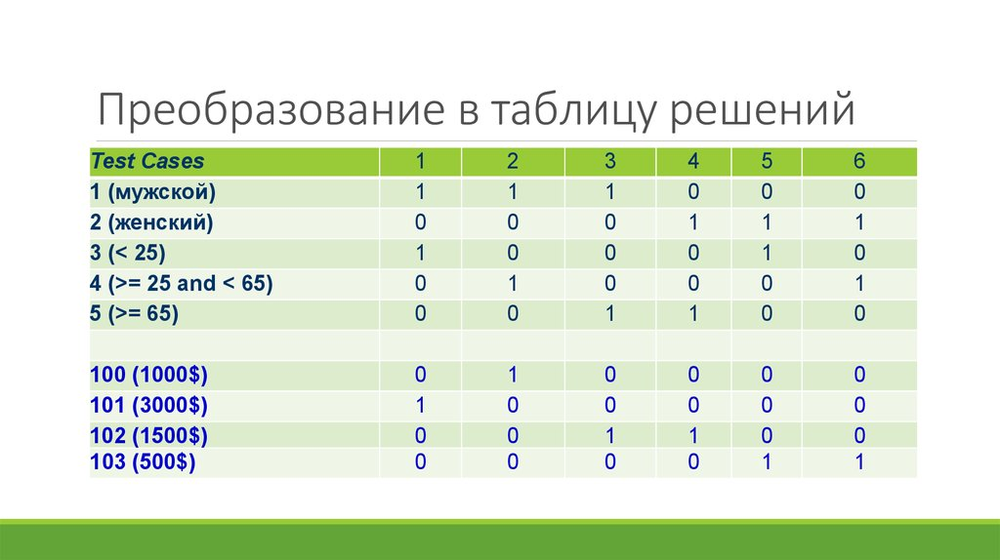 Преобразование в таблицу решений
Test Cases 1 2 3 4 5 6
1 (мужской) 1 1 1 0 0 0
2 (женский) 0 0 0 1 1 1
3 (< 25) 1 0 0 0 1 0
4 (>= 25 and < 65) 0 1 0 0 0 1
5 (>= 65) 0 0 1 1 0 0
100 (1000$) 0 1 0 0 0 0
101 (3000$) 1 0 0 0 0 0
102 (1500$) 0 0 1 1 0 0
103 (500$) 0 0 0 0 1 1